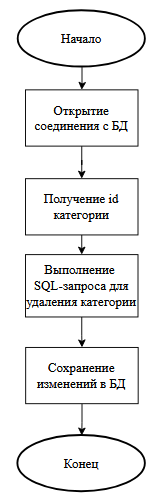 Начало
Открытие
соединения с БД
Получение id
категории
Выполнение
SQL-запроса для
удаления категории
Сохранение
изменений в БД
Конец